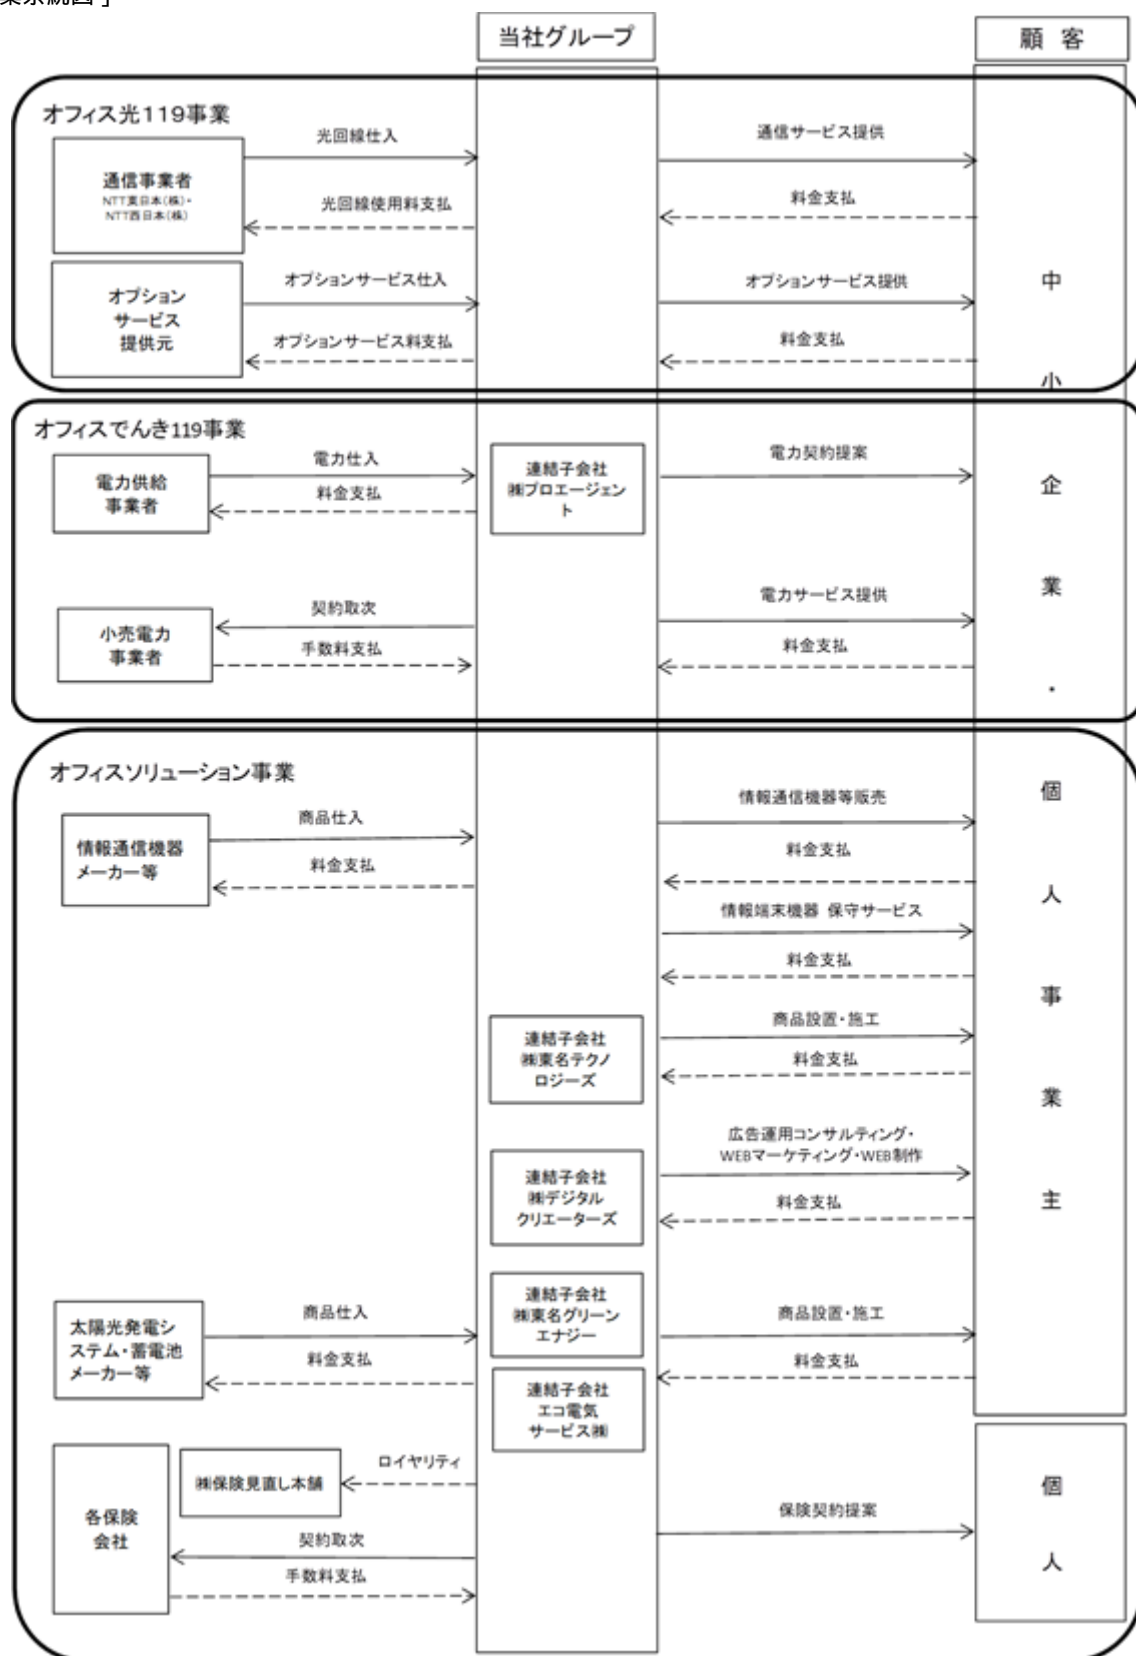 業系統図］
当社グループ
顧　客
オフィス光１１９事業
通信事業者
NTT東日本(株)・
NTT西日本(株)
光回線仕入
光回線使用料支払
通信サービス提供
料金支払
オプション
サービス
提供元
オプションサービス仕入
オプションサービス料支払
オプションサービス提供
料金支払
オフィスでんき119事業
電力供給
事業者
電力仕入
料金支払
連結子会社
㈱プロエージェン
ト
電力契約提案
小売電力
事業者
契約取次
手数料支払
電力サービス提供
料金支払
オフィスソリューション事業
情報通信機器
メーカー等
商品仕入
料金支払
情報通信機器等販売
料金支払
情報端末機器 保守サービス
料金支払
連結子会社
㈱東名テクノ
ロジーズ
商品設置・施工
料金支払
連結子会社
㈱デジタル
クリエーターズ
広告運用コンサルティング・
WEBマーケティング・WEB制作
料金支払
太陽光発電シ
ステム・蓄電池
メーカー等
商品仕入
料金支払
連結子会社
㈱東名グリーン
エナジー
連結子会社
エコ電気
サービス㈱
商品設置・施工
料金支払
各保険
会社
㈱保険見直し本舗
ロイヤリティ
契約取次
手数料支払
保険契約提案
中小企業・個人事業主
個人